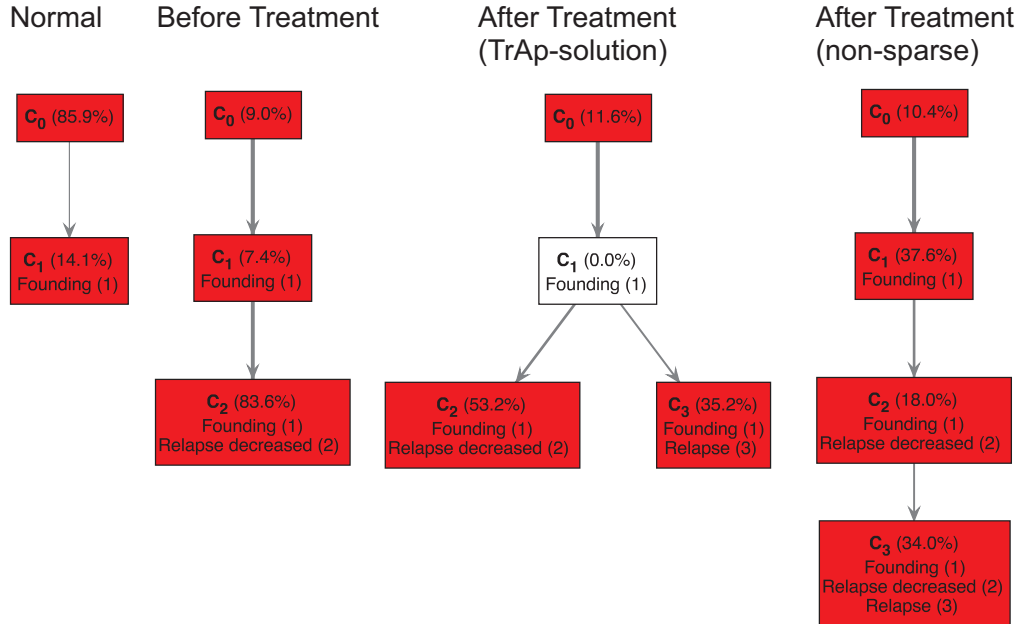 Normal
C0 (85.9%)
C1 (14.1%)
Founding (1)
Before Treatment
C0 (9.0%)
C1 (7.4%)
Founding (1)
C2 (83.6%)
Founding (1)
Relapse decreased (2)
After Treatment
(TrAp-solution)
C0 (11.6%)
C1 (0.0%)
Founding (1)
C2 (53.2%)
Founding (1)
Relapse decreased (2)
C3 (35.2%)
Founding (1)
Relapse (3)
After Treatment
(non-sparse)
C0 (10.4%)
C1 (37.6%)
Founding (1)
C2 (18.0%)
Founding (1)
Relapse decreased (2)
C3 (34.0%)
Founding (1)
Relapse decreased (2)
Relapse (3)